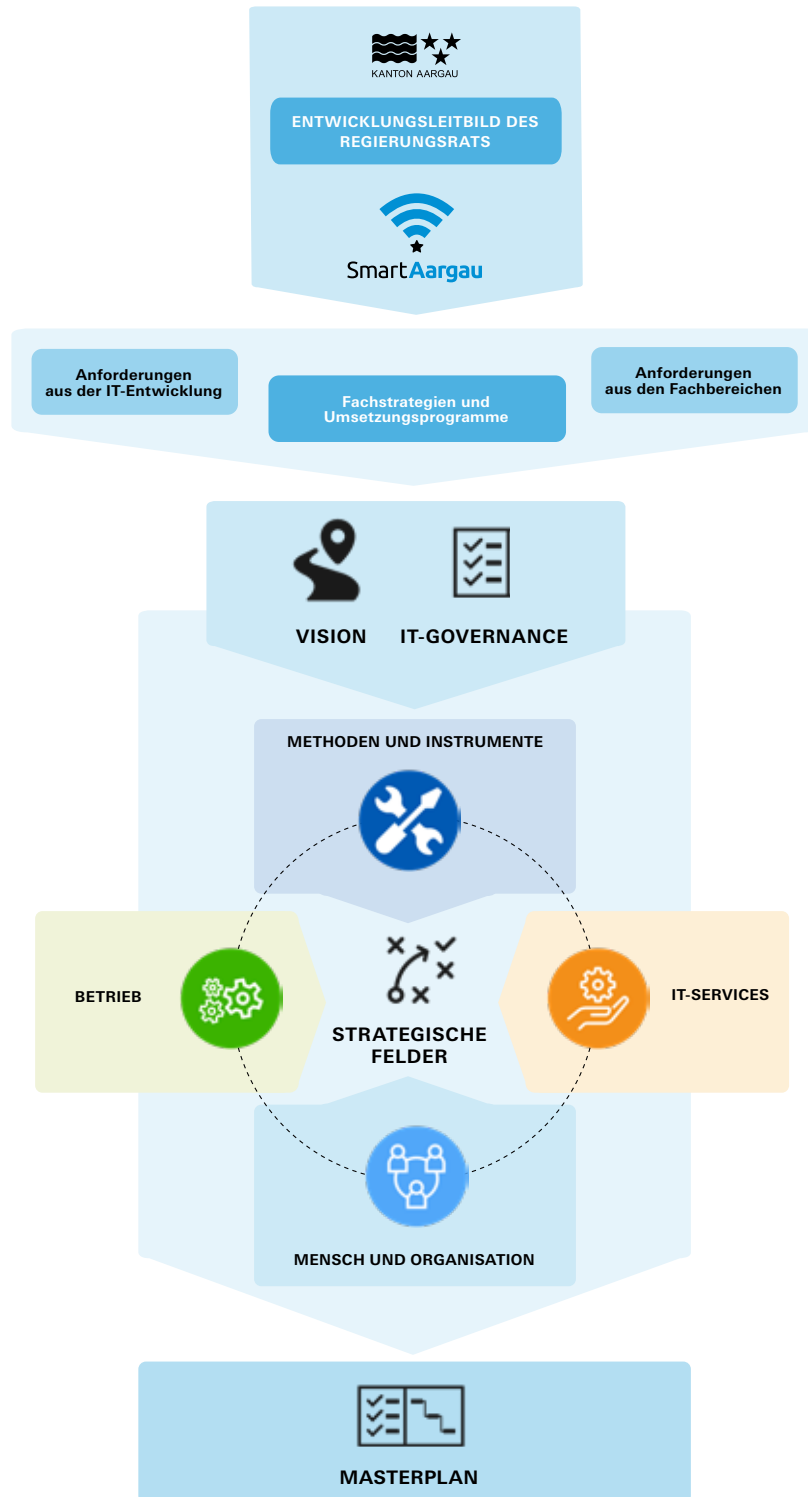 KANTON AARGAU
ENTWICKLUNGSLEITBILD DES
REGIERUNGSRATS
SmartAargau
Anforderungen
aus der IT-Entwicklung
Fachstrategien und
Umsetzungsprogramme
Anforderungen
aus den Fachbereichen
VISION
IT-GOVERNANCE
METHODEN UND INSTRUMENTE
BETRIEB
STRATEGISCHE
FELDER
IT-SERVICES
MENSCH UND ORGANISATION
MASTERPLAN